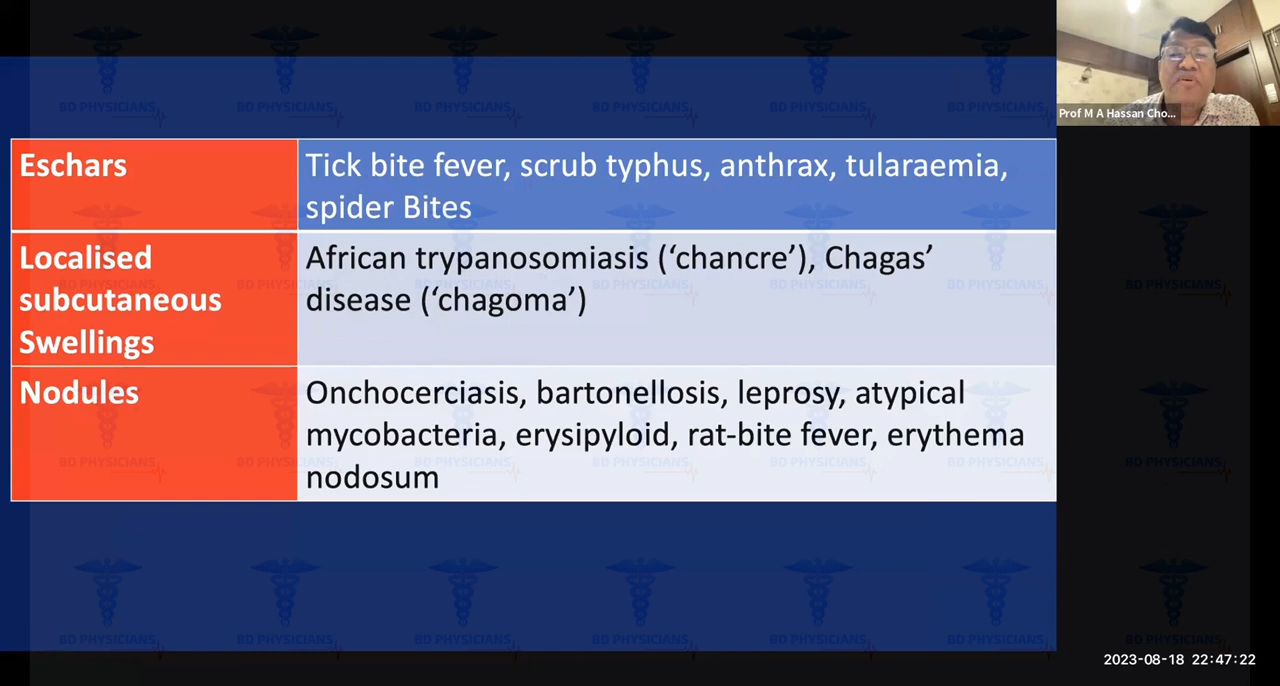 Prof M A Hassan Cho...
Eschars
Tick bite fever, scrub typhus, anthrax, tularaemia,
spider Bites
Localised
subcutaneous
Swellings
African trypanosomiasis (‘chancre’), Chagas’
disease (‘chagoma’)
Nodules
Onchocerciasis, bartonellosis, leprosy, atypical
mycobacteria, erysipyloid, rat-bite fever, erythema
nodosum
BD PHYSICIANS
2023-08-18 22:47:22